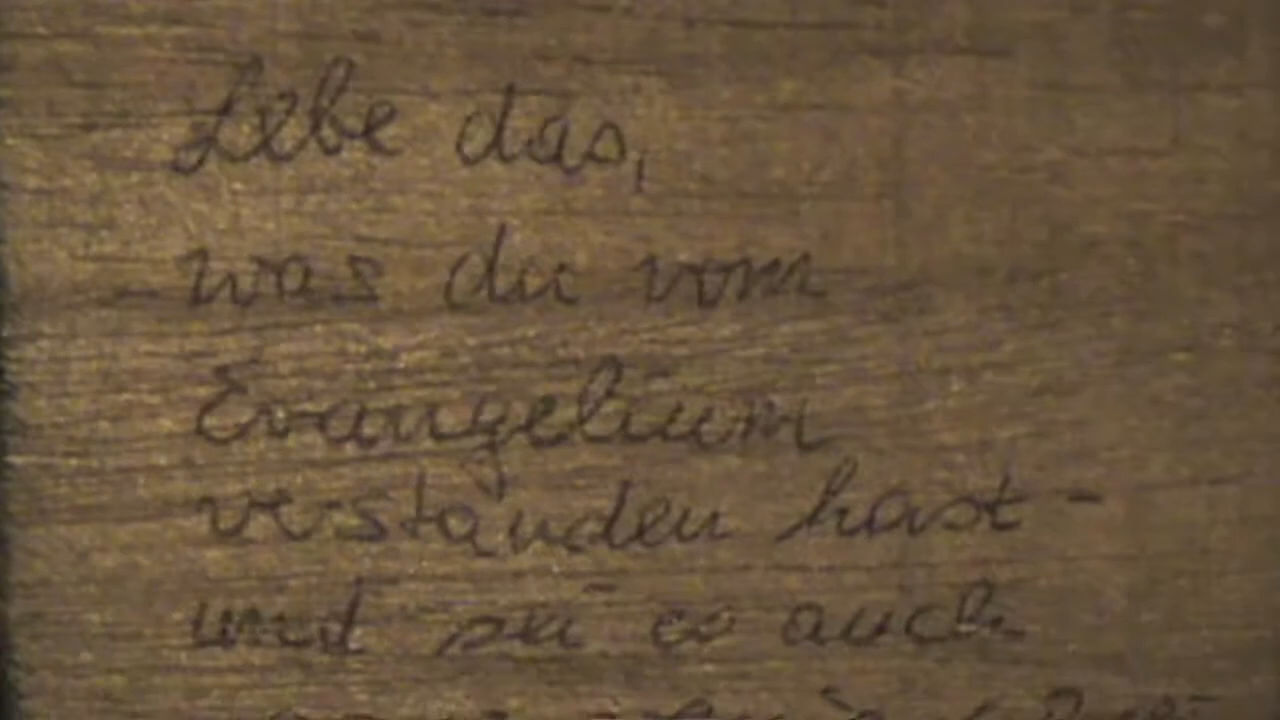 Lebe das,
was du vom
Evangelium
verstanden hast -
und sei es auch